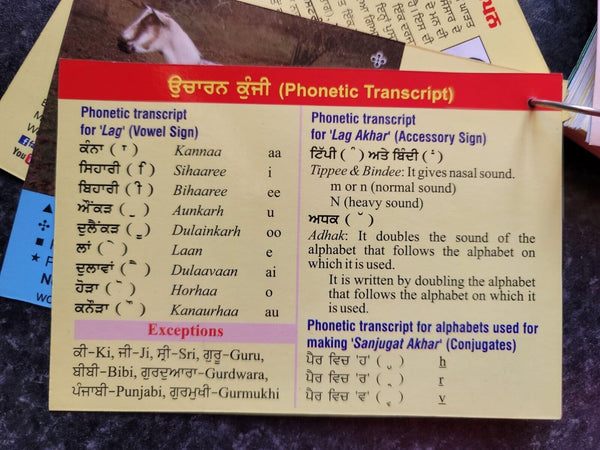 ਉਚਾਰਨ ਕੁੰਜੀ (Phonetic Transcript)
Phonetic transcript
for 'Lag' (Vowel Sign)
ਕੰਨਾ ( ਾ ) Kannaa aa
ਸਿਹਾਰੀ ( ਿ ) Sihaaree i
ਬਿਹਾਰੀ ( ੀ ) Bihaaree ee
ਔਂਕੜ ( ੁ ) Aunkarh u
ਦੁਲੈਂਕੜ ( ੂ ) Dulainkarh oo
ਲਾਂ ( ੇ ) Laan e
ਦੁਲਾਵਾਂ ( ੈ ) Dulaavaan ai
ਹੋੜਾ ( ੋ ) Horhaa o
ਕਨੌੜਾ ( ੌ ) Kanaurhaa au
Exceptions
ਕੀ-Ki, ਜੀ-Ji, ਸ੍ਰੀ-Sri, ਗੁਰੂ-Guru,
ਬੀਬੀ-Bibi, ਗੁਰਦੁਆਰਾ-Gurdwara,
ਪੰਜਾਬੀ-Punjabi, ਗੁਰਮੁਖੀ-Gurmukhi
Phonetic transcript
for 'Lag Akhar' (Accessory Sign)
ਟਿੱਪੀ ( ੰ ) ਅਤੇ ਬਿੰਦੀ ( ਂ )
Tippee & Bindee: It gives nasal sound.
m or n (normal sound)
N (heavy sound)
ਅਧਕ ( ੱ )
Adhak: It doubles the sound of the
alphabet that follows the alphabet on
which it is used.
It is written by doubling the alphabet
that follows the alphabet on which it
is used.
Phonetic transcript for alphabets used for
making 'Sanjugat Akhar' (Conjugates)
ਪੈਰ ਵਿਚ 'ਹ' ( ੍ਹ ) h
ਪੈਰ ਵਿਚ 'ਰ' ( ੍ਰ ) r
ਪੈਰ ਵਿਚ 'ਵ' ( ੍ਵ ) v